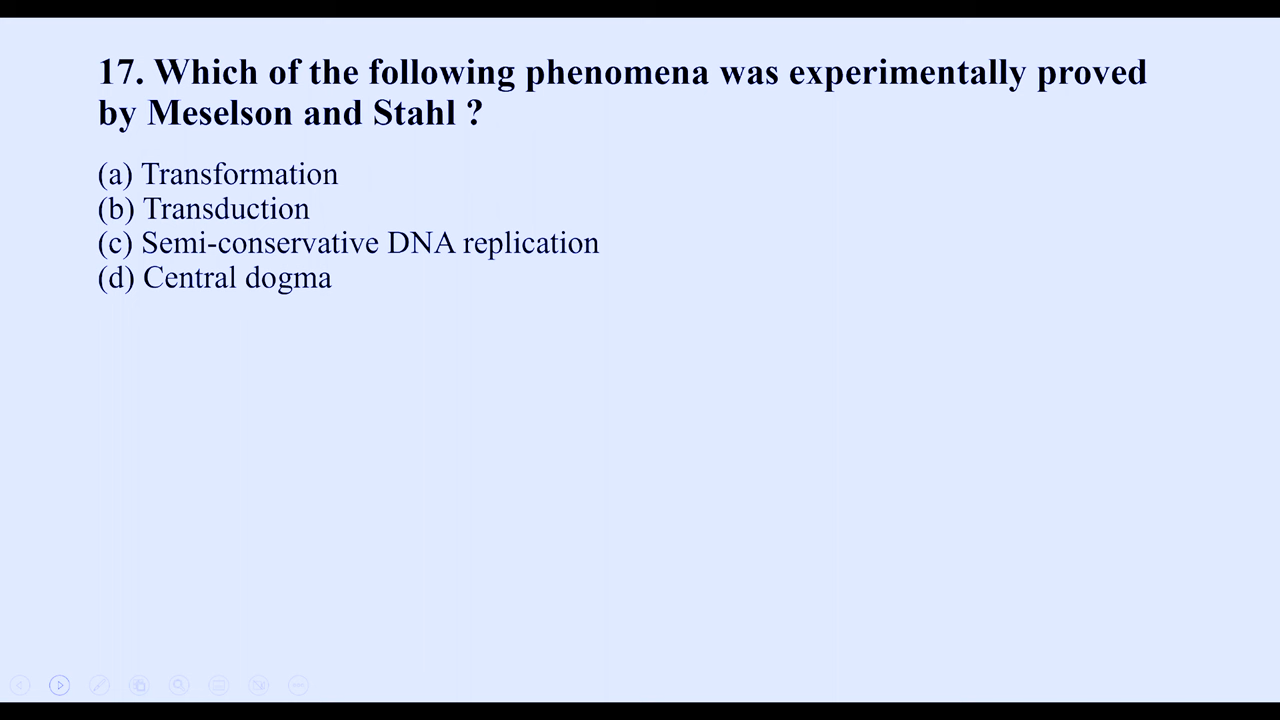 17. Which of the following phenomena was experimentally proved
by Meselson and Stahl ?
(a) Transformation
(b) Transduction
(c) Semi-conservative DNA replication
(d) Central dogma